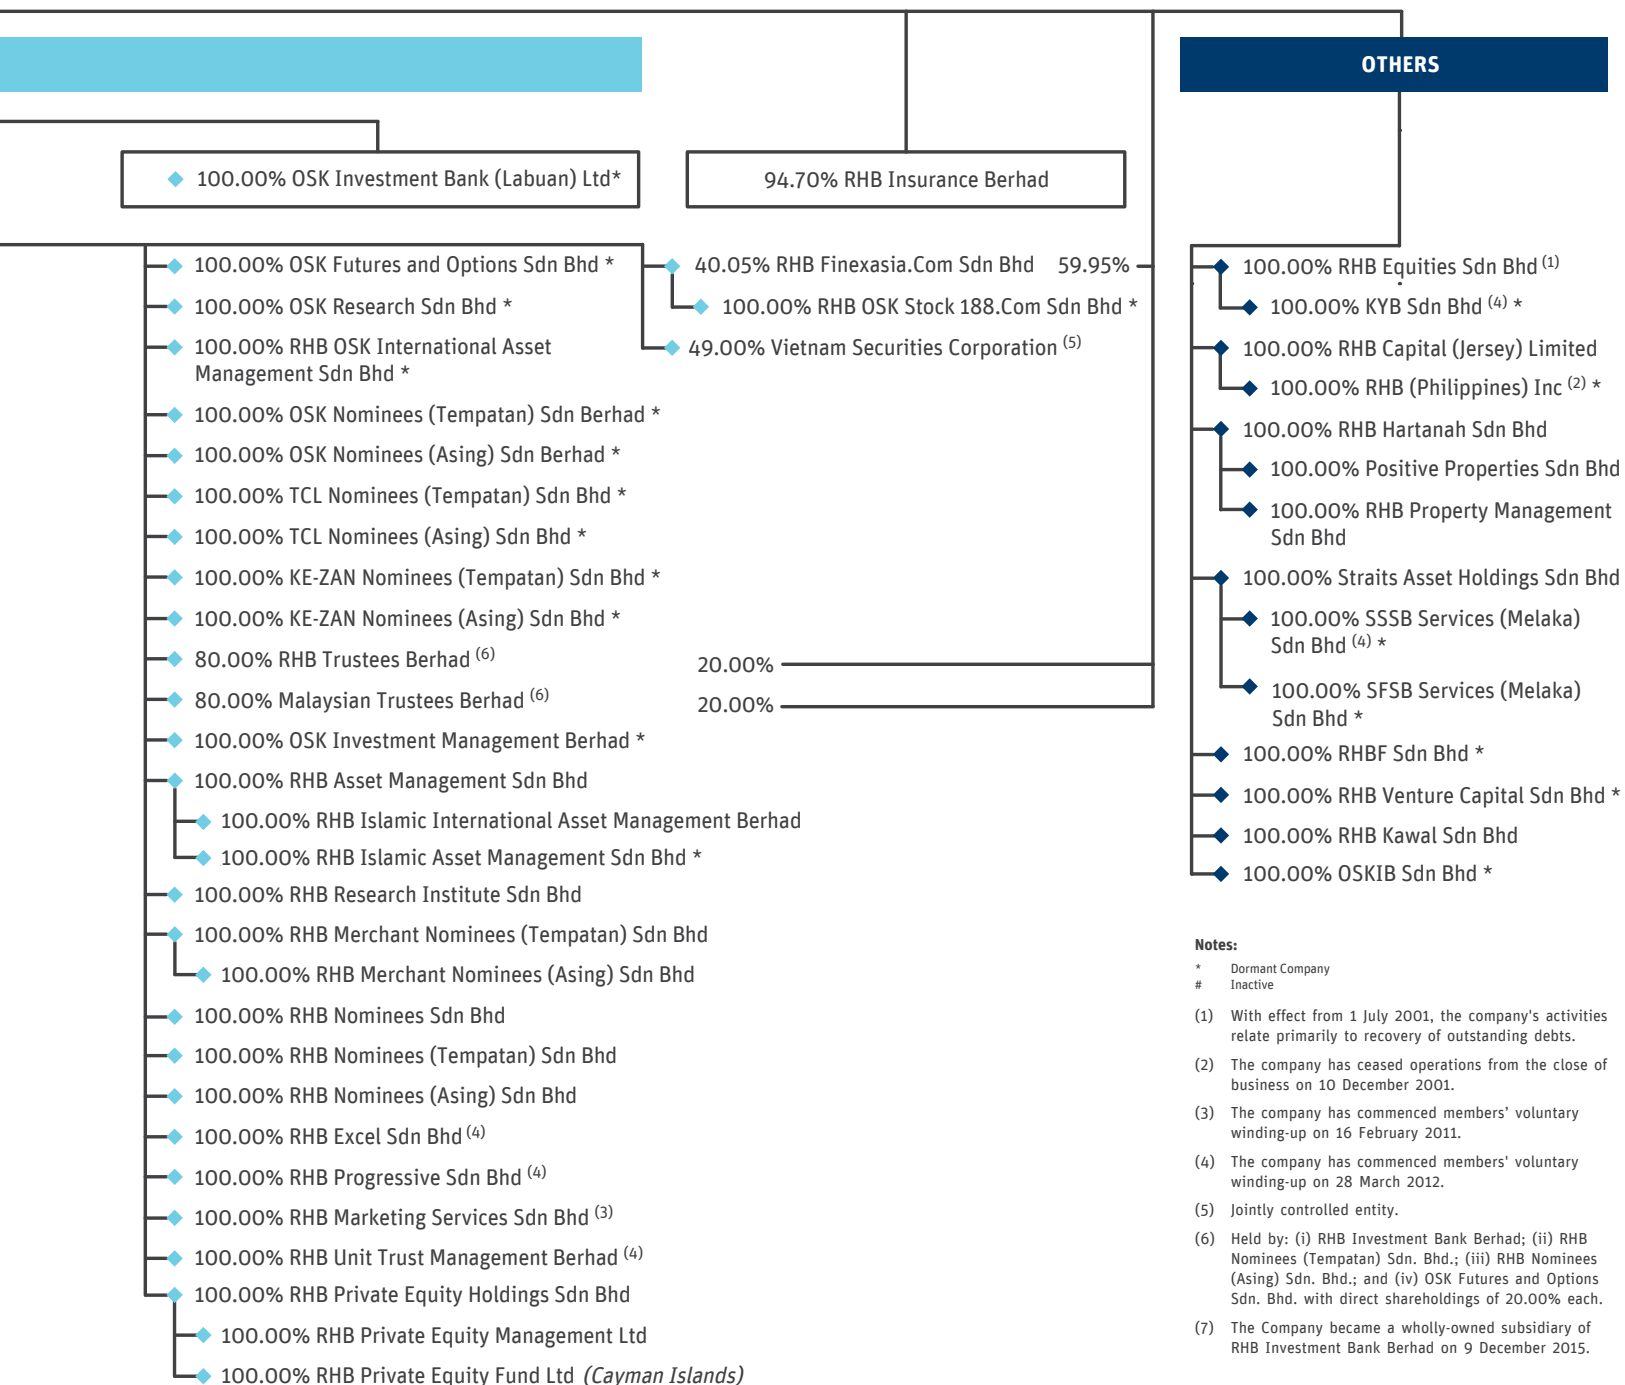 OTHERS
◆ 100.00% OSK Investment Bank (Labuan) Ltd*
94.70% RHB Insurance Berhad
100.00% OSK Futures and Options Sdn Bhd *
100.00% OSK Research Sdn Bhd *
100.00% RHB OSK International Asset
Management Sdn Bhd *
100.00% OSK Nominees (Tempatan) Sdn Berhad *
100.00% OSK Nominees (Asing) Sdn Berhad *
100.00% TCL Nominees (Tempatan) Sdn Bhd *
100.00% TCL Nominees (Asing) Sdn Bhd *
100.00% KE-ZAN Nominees (Tempatan) Sdn Bhd *
100.00% KE-ZAN Nominees (Asing) Sdn Bhd *
80.00% RHB Trustees Berhad (6) 20.00%
80.00% Malaysian Trustees Berhad (6) 20.00%
100.00% OSK Investment Management Berhad *
100.00% RHB Asset Management Sdn Bhd
100.00% RHB Islamic International Asset Management Berhad
100.00% RHB Islamic Asset Management Sdn Bhd *
100.00% RHB Research Institute Sdn Bhd
100.00% RHB Merchant Nominees (Tempatan) Sdn Bhd
100.00% RHB Merchant Nominees (Asing) Sdn Bhd
100.00% RHB Nominees Sdn Bhd
100.00% RHB Nominees (Tempatan) Sdn Bhd
100.00% RHB Nominees (Asing) Sdn Bhd
100.00% RHB Excel Sdn Bhd (4)
100.00% RHB Progressive Sdn Bhd (4)
100.00% RHB Marketing Services Sdn Bhd (3)
100.00% RHB Unit Trust Management Berhad (4)
100.00% RHB Private Equity Holdings Sdn Bhd
100.00% RHB Private Equity Management Ltd
100.00% RHB Private Equity Fund Ltd (Cayman Islands)
40.05% RHB Finexasia.Com Sdn Bhd 59.95%
100.00% RHB OSK Stock 188.Com Sdn Bhd *
49.00% Vietnam Securities Corporation (5)
100.00% RHB Equities Sdn Bhd (1)
100.00% KYB Sdn Bhd (4) *
100.00% RHB Capital (Jersey) Limited
100.00% RHB (Philippines) Inc (2) *
100.00% RHB Hartanah Sdn Bhd
100.00% Positive Properties Sdn Bhd
100.00% RHB Property Management
Sdn Bhd
100.00% Straits Asset Holdings Sdn Bhd
100.00% SSSB Services (Melaka)
Sdn Bhd (4) *
100.00% SFSB Services (Melaka)
Sdn Bhd *
100.00% RHBF Sdn Bhd *
100.00% RHB Venture Capital Sdn Bhd *
100.00% RHB Kawal Sdn Bhd
100.00% OSKIB Sdn Bhd *
Notes:
* Dormant Company
# Inactive
(1) With effect from 1 July 2001, the company's activities
relate primarily to recovery of outstanding debts.
(2) The company has ceased operations from the close of
business on 10 December 2001.
(3) The company has commenced members' voluntary
winding-up on 16 February 2011.
(4) The company has commenced members' voluntary
winding-up on 28 March 2012.
(5) Jointly controlled entity.
(6) Held by: (i) RHB Investment Bank Berhad; (ii) RHB
Nominees (Tempatan) Sdn. Bhd.; (iii) RHB Nominees
(Asing) Sdn. Bhd.; and (iv) OSK Futures and Options
Sdn. Bhd. with direct shareholdings of 20.00% each.
(7) The Company became a wholly-owned subsidiary of
RHB Investment Bank Berhad on 9 December 2015.